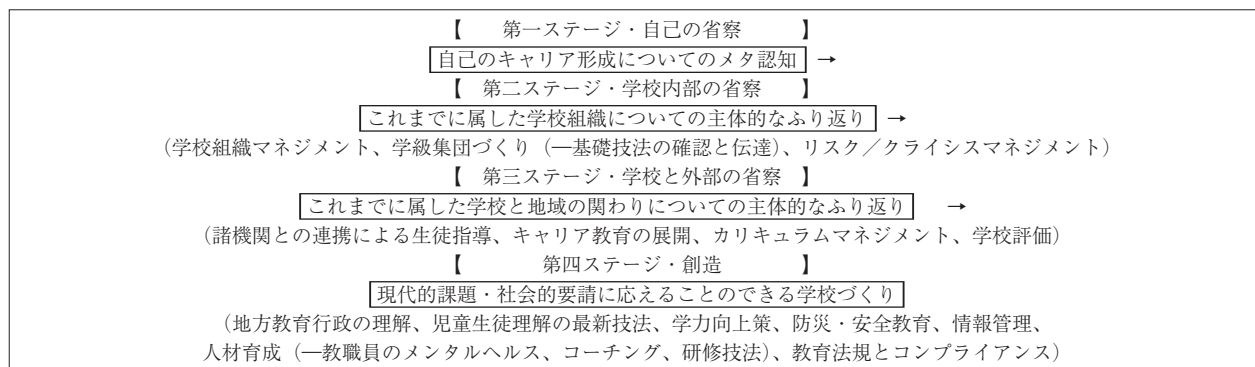 【 第一ステージ・自己の省察 】
自己のキャリア形成についてのメタ認知 →
【 第二ステージ・学校内部の省察 】
これまでに属した学校組織についての主体的なふり返り →
(学校組織マネジメント、学級集団づくり(―基礎技法の確認と伝達)、リスク/クライシスマネジメント)
【 第三ステージ・学校と外部の省察 】
これまでに属した学校と地域の関わりについての主体的なふり返り →
(諸機関との連携による生徒指導、キャリア教育の展開、カリキュラムマネジメント、学校評価)
【 第四ステージ・創造 】
現代的課題・社会的要請に応えることのできる学校づくり
(地方教育行政の理解、児童生徒理解の最新技法、学力向上策、防災・安全教育、情報管理、
人材育成(―教職員のメンタルヘルス、コーチング、研修技法)、教育法規とコンプライアンス)